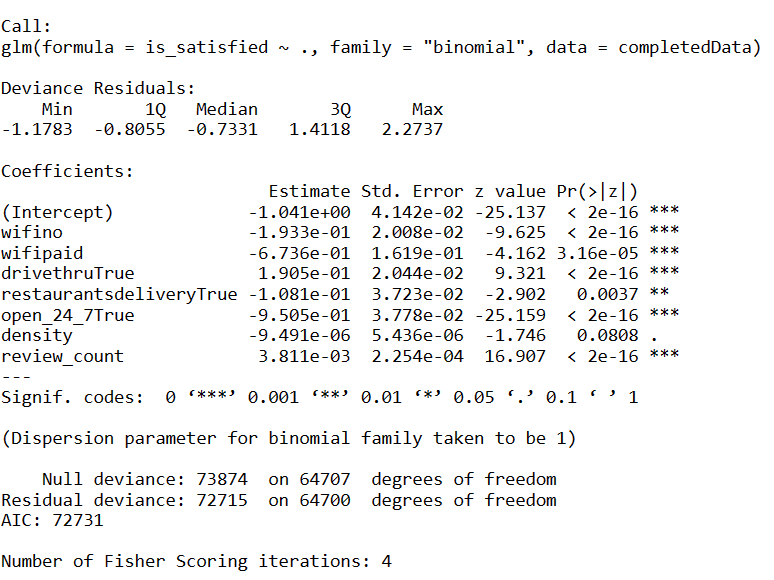 Call:
glm(formula = is_satisfied ~ ., family = "binomial", data = completedData)
Deviance Residuals:
    Min      1Q  Median      3Q     Max
-1.1783 -0.8055 -0.7331  1.4118  2.2737
Coefficients:
                          Estimate Std. Error z value Pr(>|z|)
(Intercept)             -1.041e+00  4.142e-02 -25.137  < 2e-16 ***
wifino                  -1.933e-01  2.008e-02  -9.625  < 2e-16 ***
wifipaid                -6.736e-01  1.619e-01  -4.162 3.16e-05 ***
drivethruTrue            1.905e-01  2.044e-02   9.321  < 2e-16 ***
restaurantsdeliveryTrue -1.081e-01  3.723e-02  -2.902   0.0037 **
open_24_7True           -9.505e-01  3.778e-02 -25.159  < 2e-16 ***
density                 -9.491e-06  5.436e-06  -1.746   0.0808 .
review_count             3.811e-03  2.254e-04  16.907  < 2e-16 ***
---
Signif. codes:  0 ‘***’ 0.001 ‘**’ 0.01 ‘*’ 0.05 ‘.’ 0.1 ‘ ’ 1
(Dispersion parameter for binomial family taken to be 1)
    Null deviance: 73874  on 64707  degrees of freedom
Residual deviance: 72715  on 64700  degrees of freedom
AIC: 72731
Number of Fisher Scoring iterations: 4